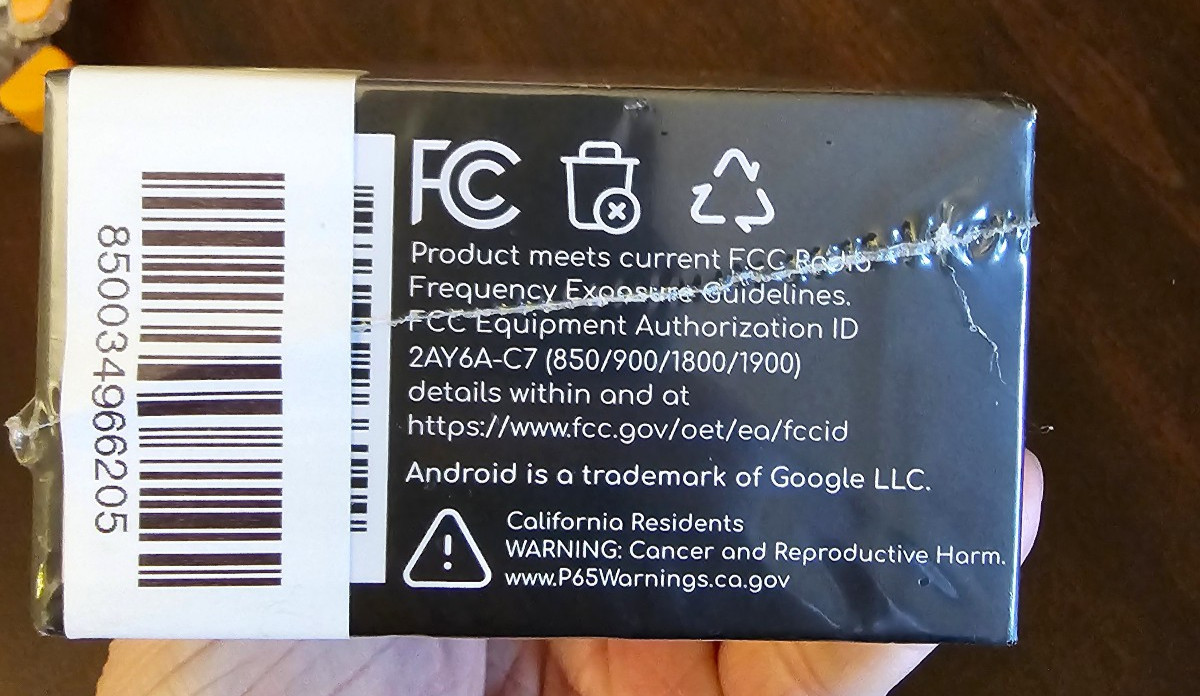 850034966205
FC
Product meets current FCC Radio
Frequency Exposure Guidelines.
FCC Equipment Authorization ID
2AY6A-C7 (850/900/1800/1900)
details within and at
https://www.fcc.gov/oet/ea/fccid
Android is a trademark of Google LLC.
California Residents
WARNING: Cancer and Reproductive Harm.
www.P65Warnings.ca.gov